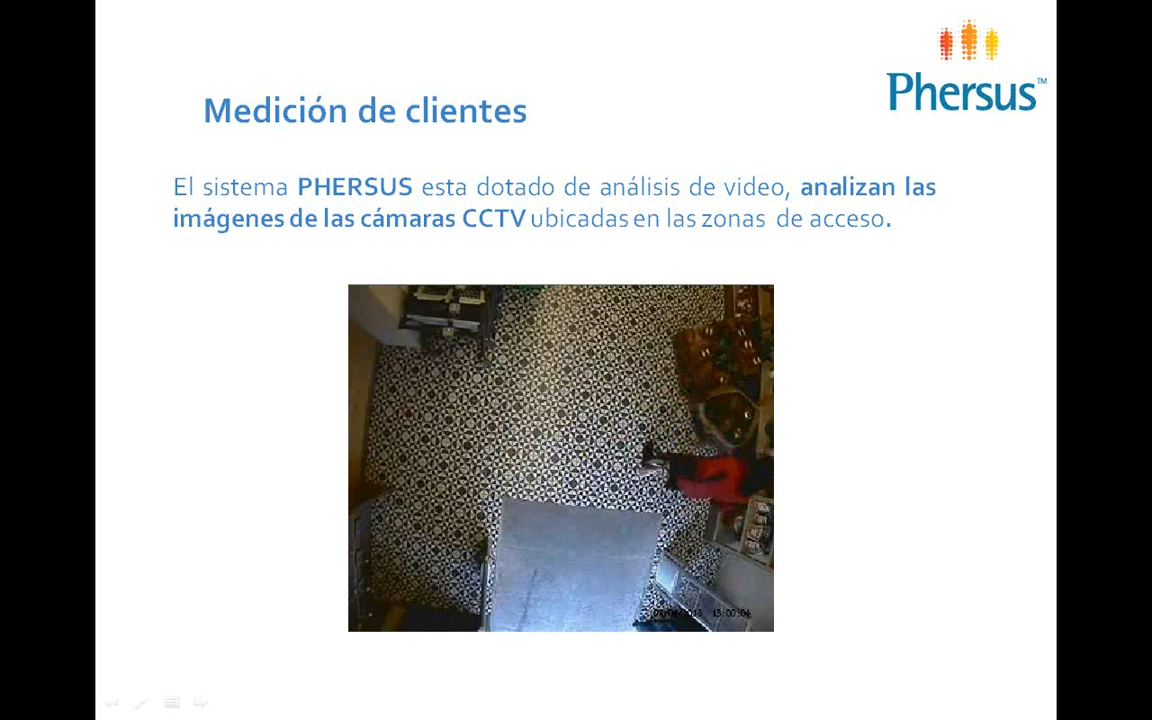 Phersus™
Medición de clientes
El sistema PHERSUS esta dotado de análisis de video, analizan las
imágenes de las cámaras CCTV ubicadas en las zonas de acceso.